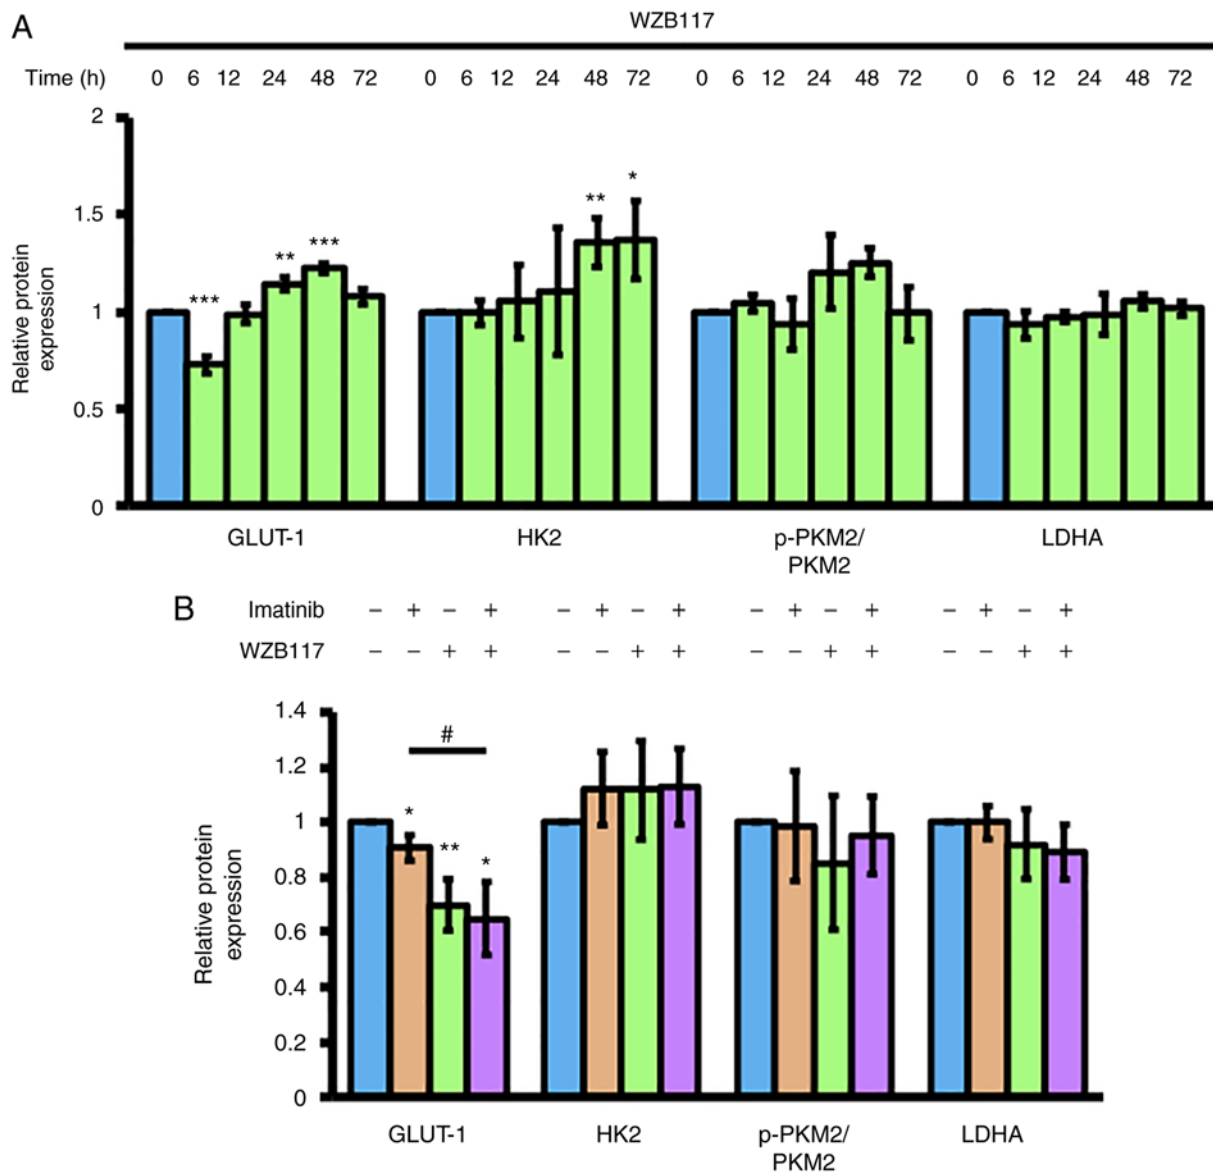 A
WZB117
Time (h) 0 6 12 24 48 72 0 6 12 24 48 72 0 6 12 24 48 72 0 6 12 24 48 72
2
1.5
1
0.5
0
Relative protein
expression
*** ** *** ** *
GLUT-1 HK2 p-PKM2/ LDHA
PKM2
B
Imatinib – + – + – + – + – + – + – + – +
WZB117 – – + + – – + + – – + + – – + +
1.4
1.2
1
0.8
0.6
0.4
0.2
0
Relative protein
expression
#
* ** *
GLUT-1 HK2 p-PKM2/ LDHA
PKM2